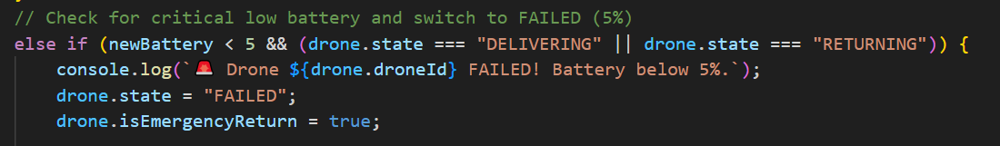 // Check for critical low battery and switch to FAILED (5%)
else if (newBattery < 5 && (drone.state === "DELIVERING" || drone.state === "RETURNING")) {
console.log(`🚨 Drone ${drone.droneId} FAILED! Battery below 5%.`);
drone.state = "FAILED";
drone.isEmergencyReturn = true;